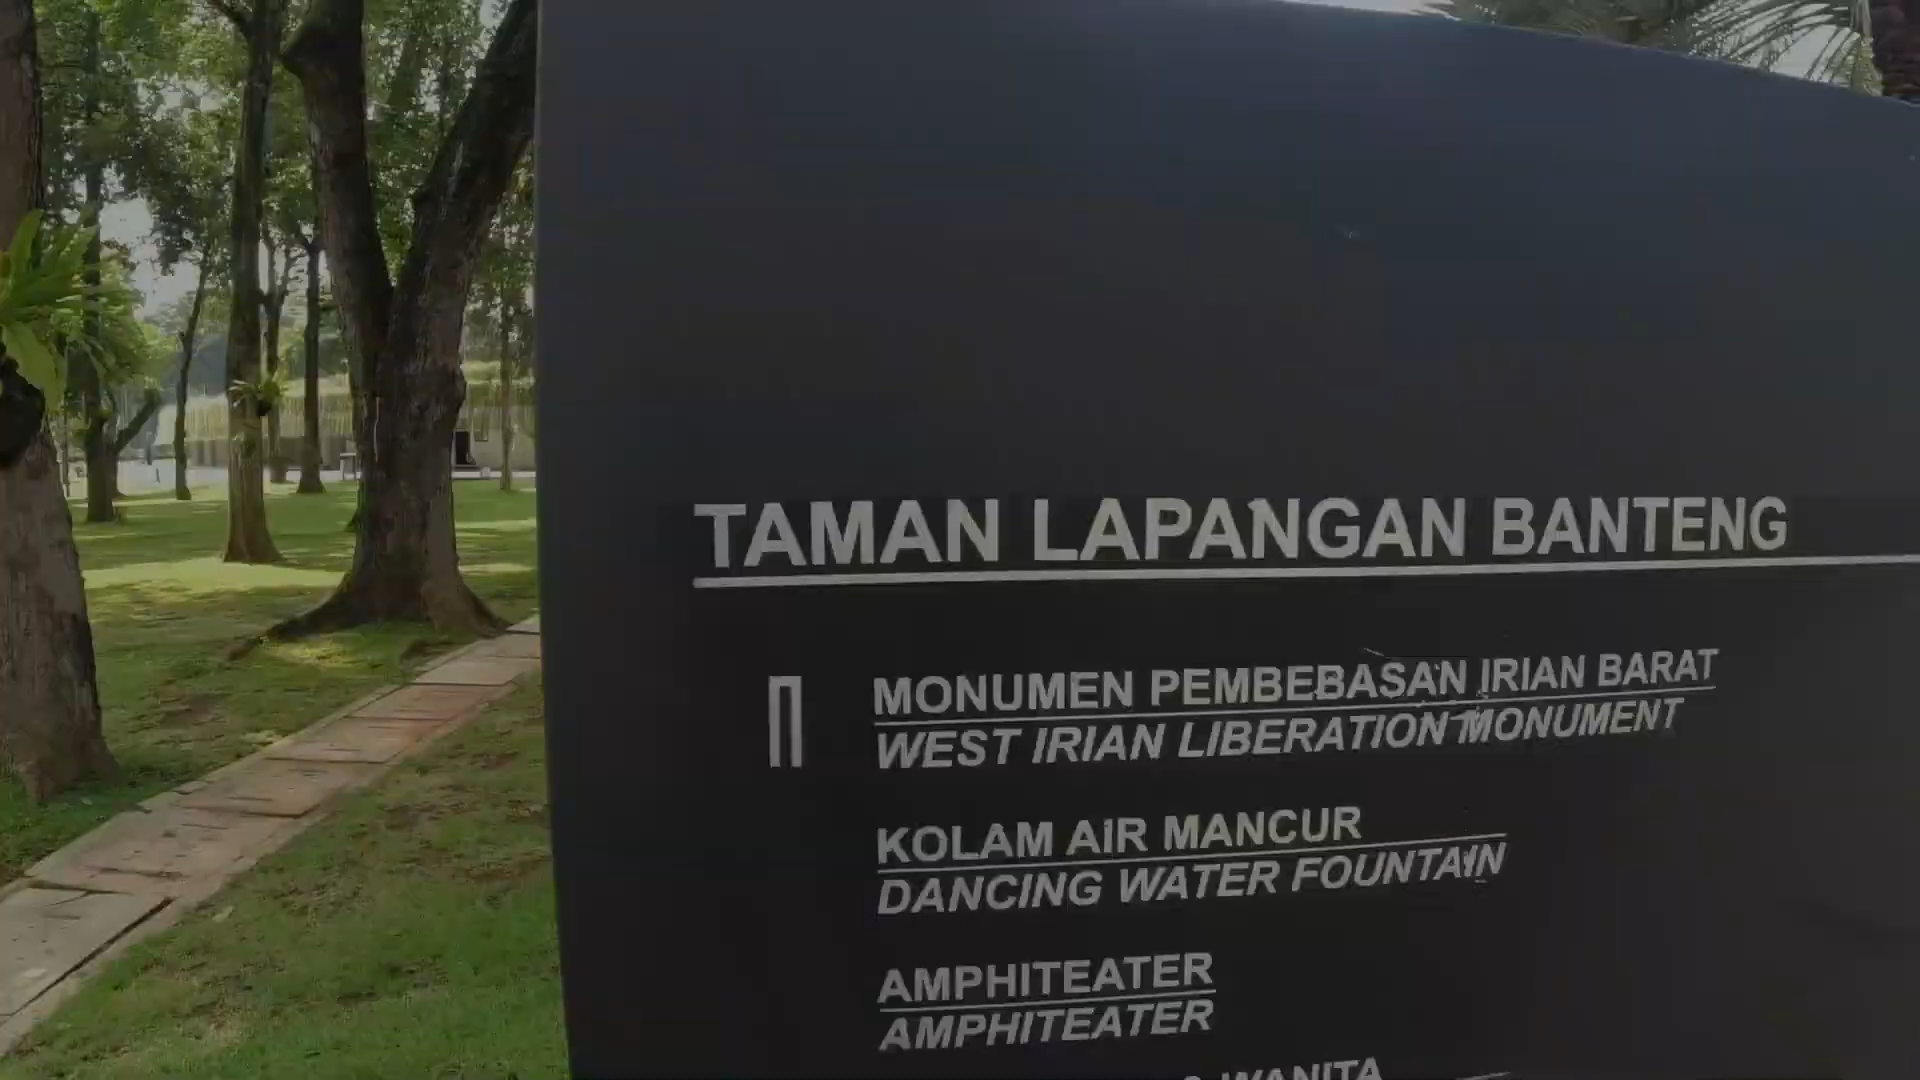 TAMAN LAPANGAN BANTENG
MONUMEN PEMBEBASAN IRIAN BARAT
WEST IRIAN LIBERATION MONUMENT
KOLAM AIR MANCUR
DANCING WATER FOUNTAIN
AMPHITEATER
AMPHITEATER
& WANITA